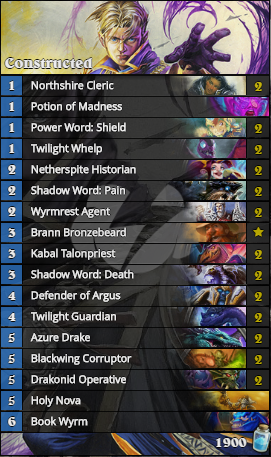 Constructed
1 Northshire Cleric 2
1 Potion of Madness 2
1 Power Word: Shield 2
1 Twilight Whelp 2
2 Netherspite Historian 2
2 Shadow Word: Pain 2
2 Wyrmrest Agent 2
3 Brann Bronzebeard ★
3 Kabal Talonpriest 2
3 Shadow Word: Death 2
4 Defender of Argus 2
4 Twilight Guardian 2
5 Azure Drake 2
5 Blackwing Corruptor 2
5 Drakonid Operative 2
5 Holy Nova
6 Book Wyrm
1900